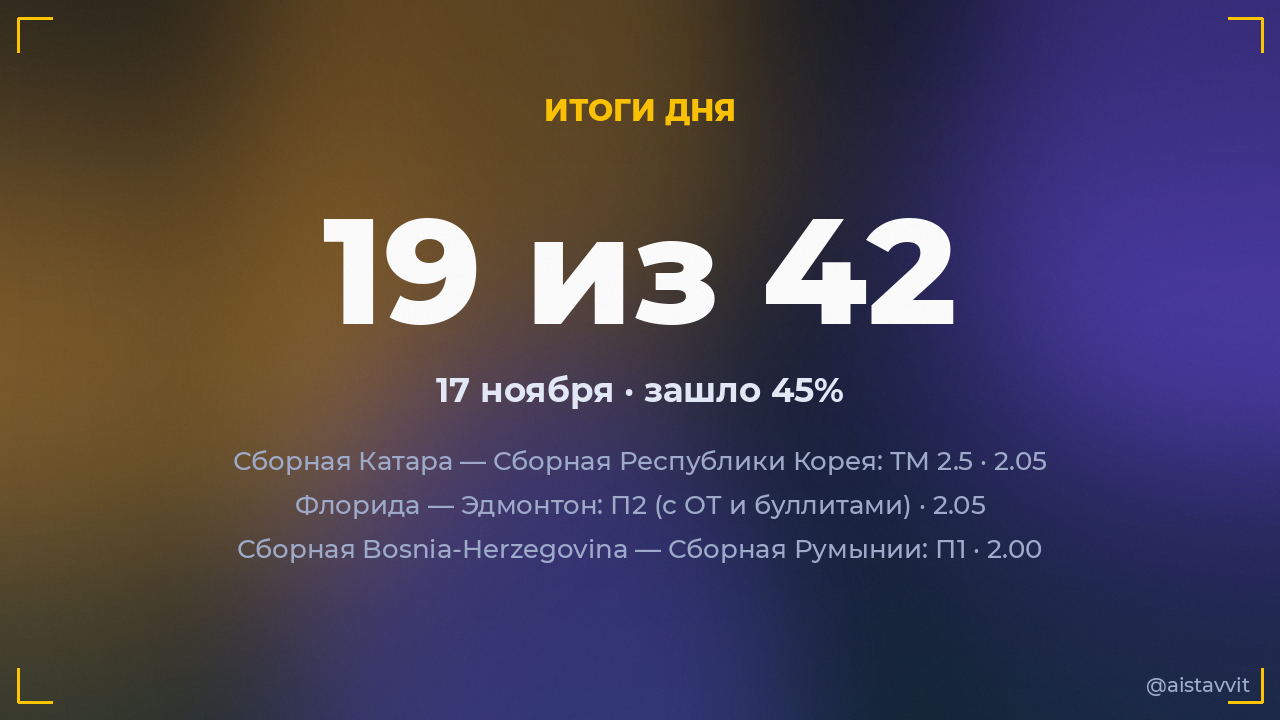 ИТОГИ ДНЯ
19 из 42
17 ноября · зашло 45%
Сборная Катара — Сборная Республики Корея: ТМ 2.5 · 2.05
Флорида — Эдмонтон: П2 (с ОТ и буллитами) · 2.05
Сборная Bosnia-Herzegovina — Сборная Румынии: П1 · 2.00
@aistavvit